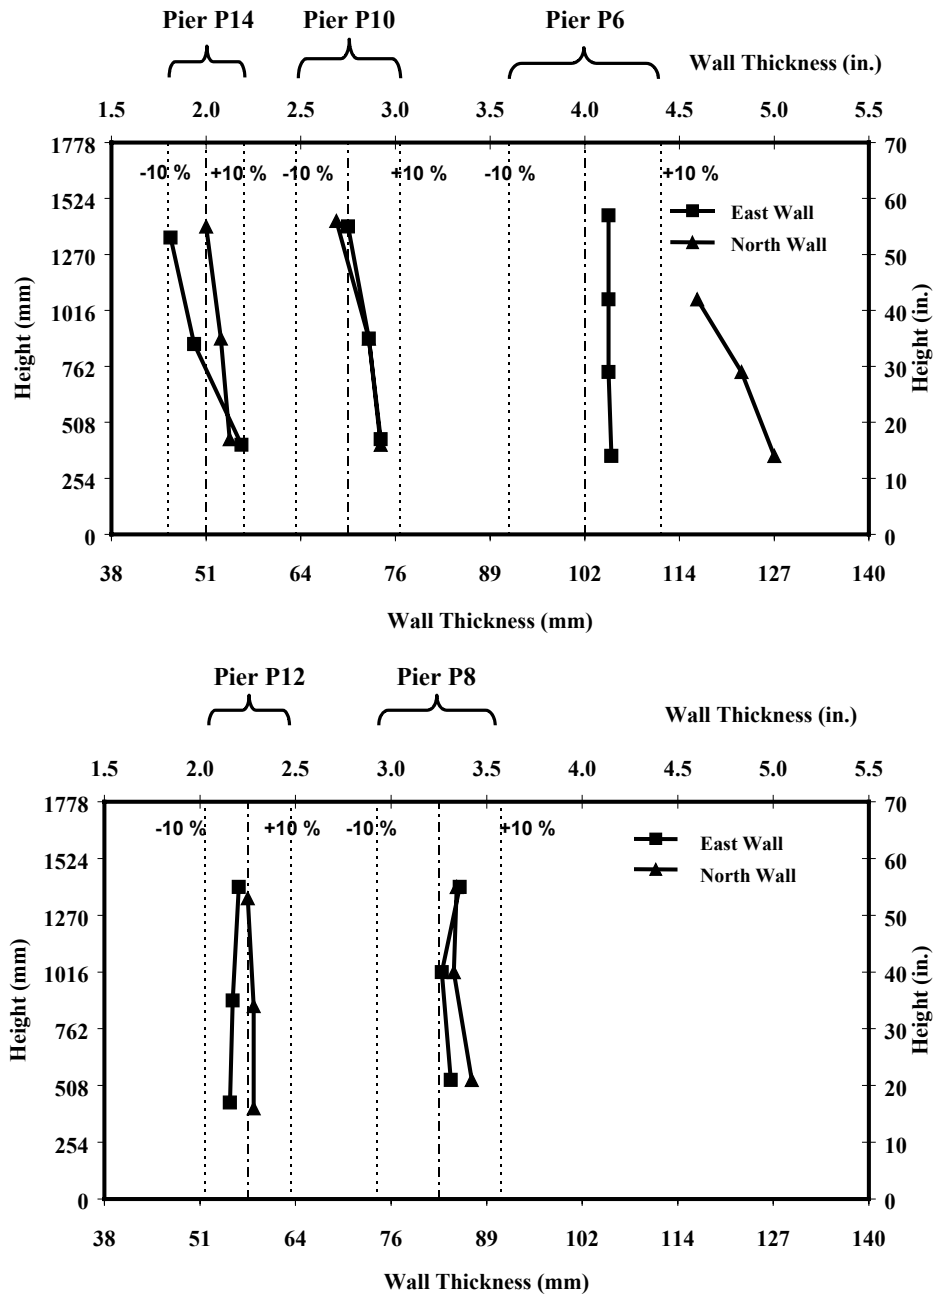 Pier P14 Pier P10 Pier P6
Wall Thickness (in.)
1.5 2.0 2.5 3.0 3.5 4.0 4.5 5.0 5.5
1778 70
-10 % +10 % -10 % +10 % -10 % +10 %
1524 60
East Wall
North Wall
1270 50
1016 40
Height (mm) Height (in.)
762 30
508 20
254 10
0 0
38 51 64 76 89 102 114 127 140
Wall Thickness (mm)
Pier P12 Pier P8
Wall Thickness (in.)
1.5 2.0 2.5 3.0 3.5 4.0 4.5 5.0 5.5
1778 70
-10 % +10 % -10 % +10 %
East Wall
1524 60
North Wall
1270 50
1016 40
Height (mm) Height (in.)
762 30
508 20
254 10
0 0
38 51 64 76 89 102 114 127 140
Wall Thickness (mm)